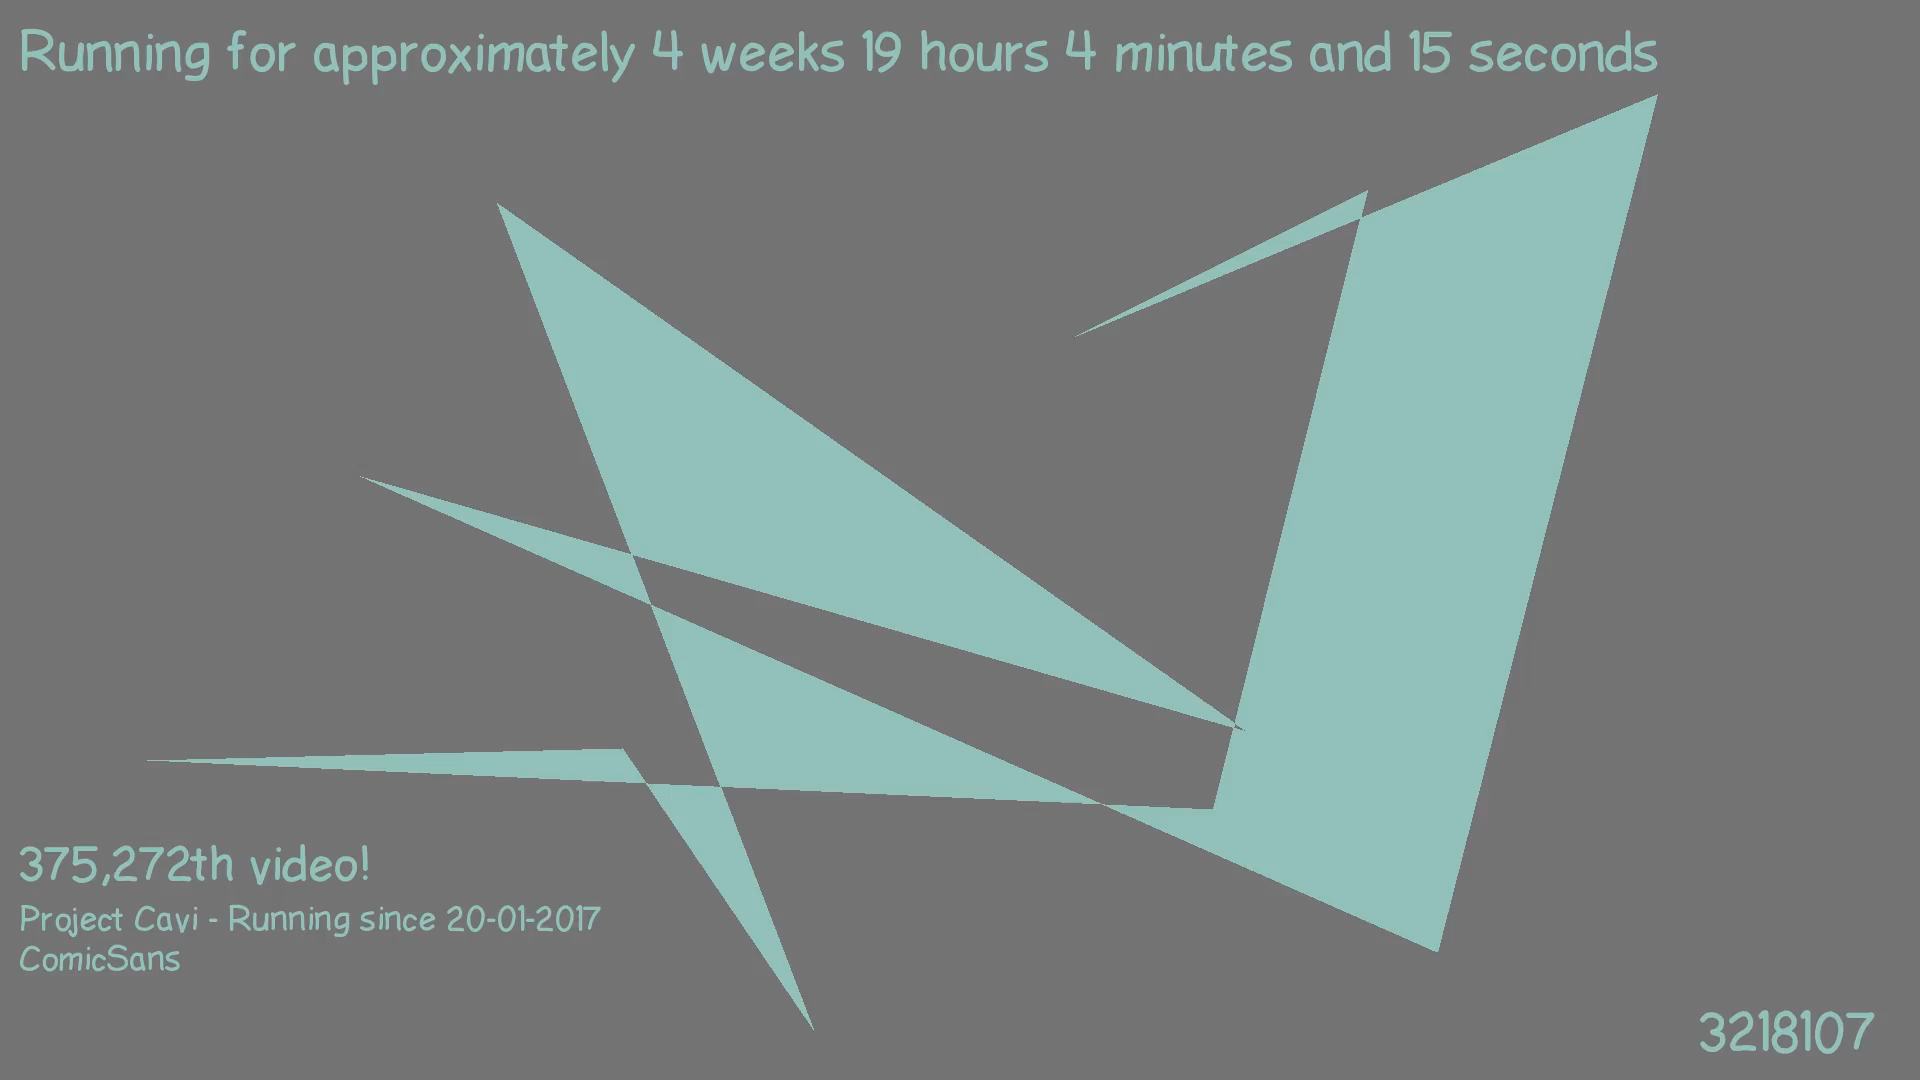 Running for approximately 4 weeks 19 hours 4 minutes and 15 seconds
375,272th video!
Project Cavi - Running since 20-01-2017
ComicSans
3218107